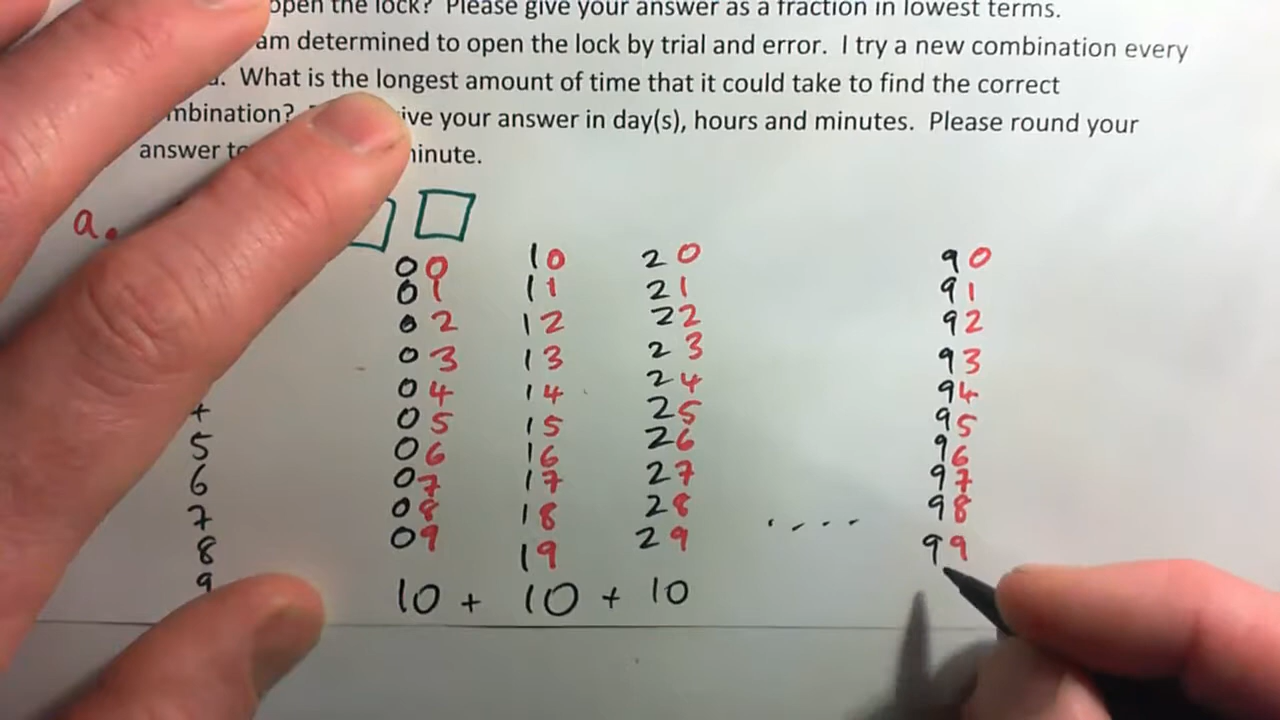 open the lock? Please give your answer as a fraction in lowest terms.
am determined to open the lock by trial and error. I try a new combination every
What is the longest amount of time that it could take to find the correct
mbination? ive your answer in day(s), hours and minutes. Please round your
answer to inute.
a.
00 10 20 90
01 11 21 91
02 12 22 92
03 13 23 93
04 14 24 94
05 15 25 95
5 06 16 26 96
6 07 17 27 97
7 08 18 28 .... 98
8 09 19 29 99
9 10 + 10 + 10